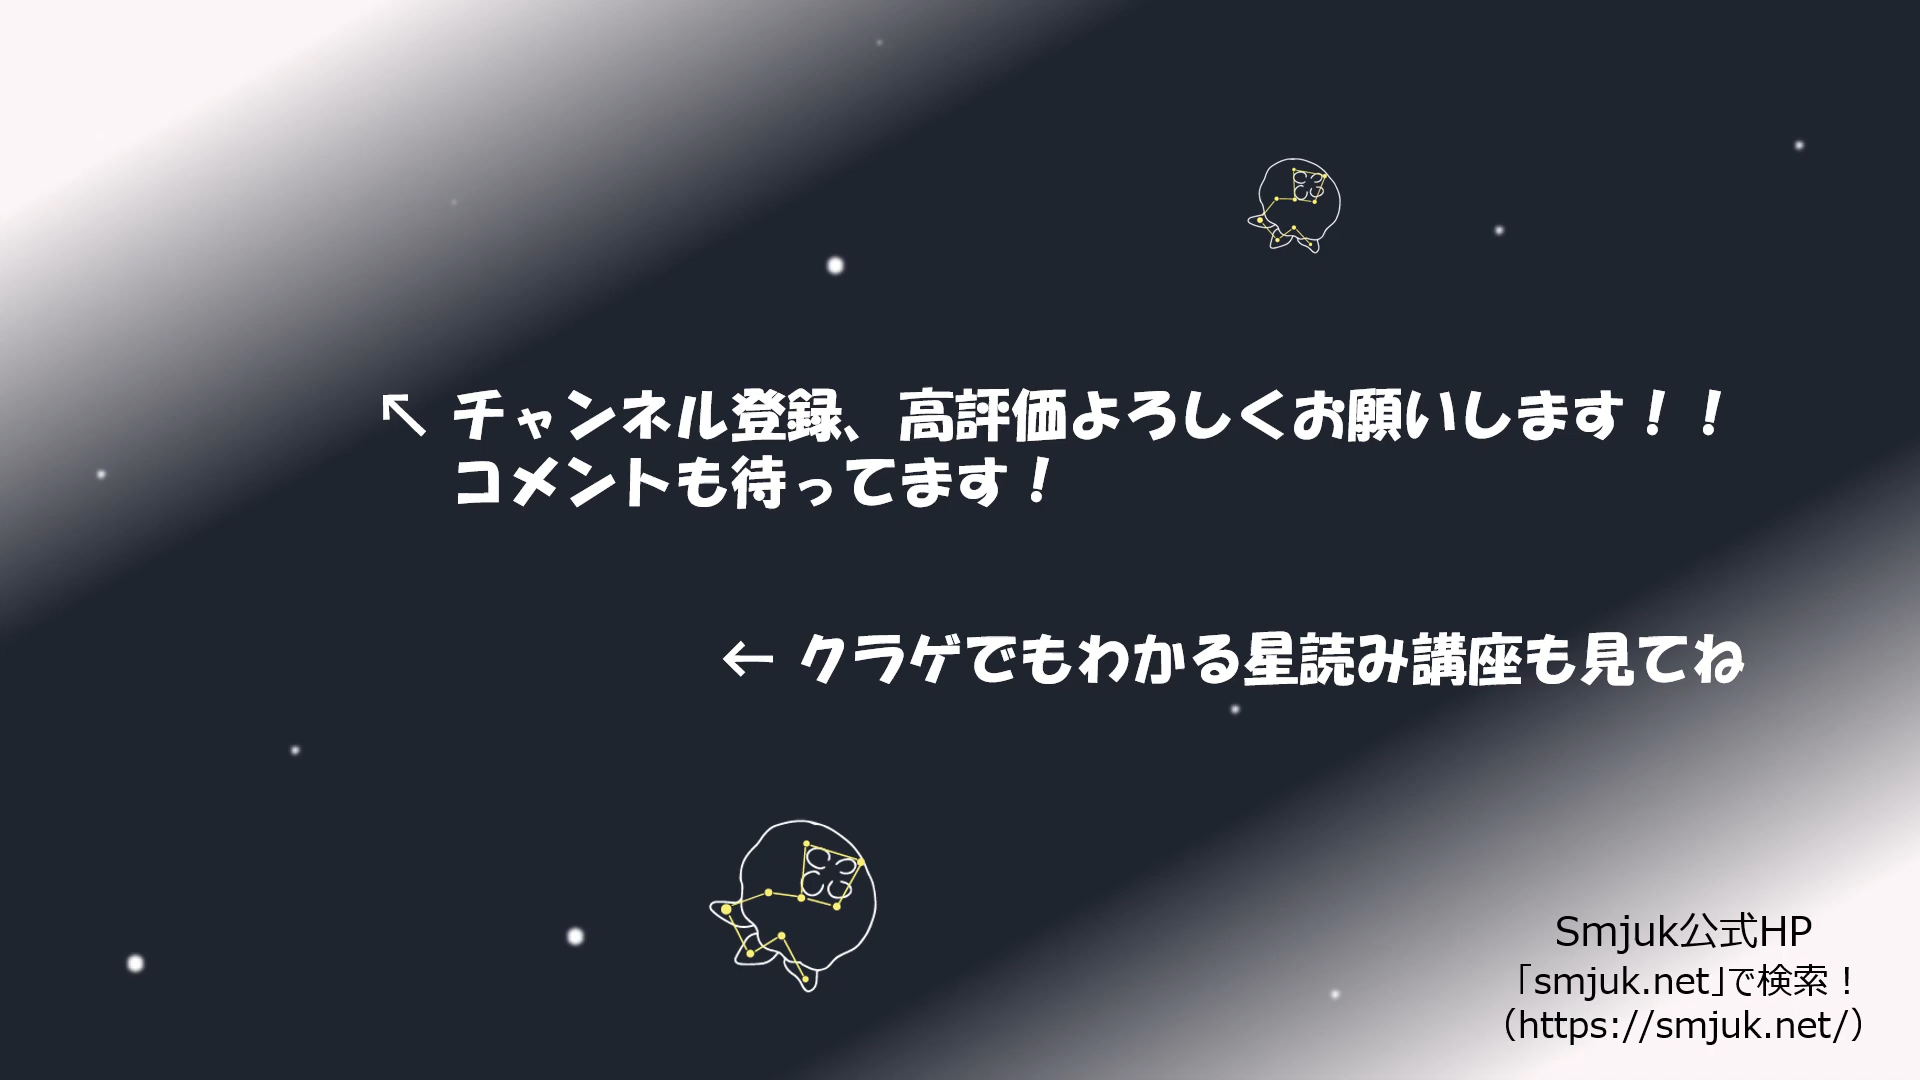 ↖ チャンネル登録、高評価よろしくお願いします！！
コメントも待ってます！
← クラゲでもわかる星読み講座も見てね
Smjuk公式HP
「smjuk.net」で検索！
（https://smjuk.net/）